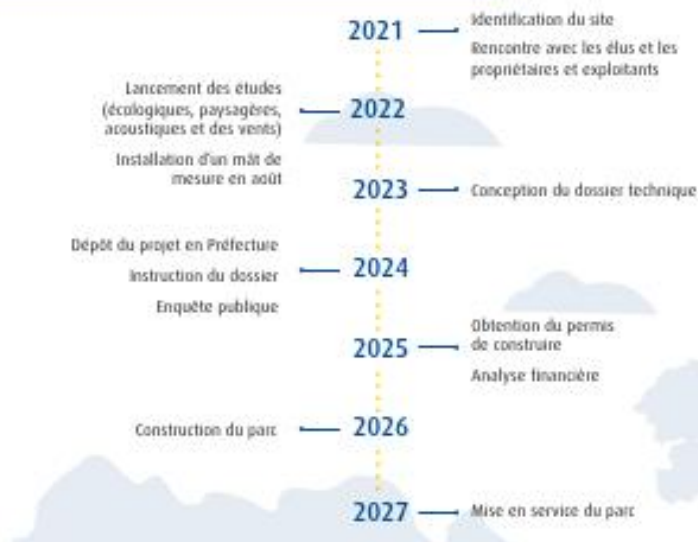 2021
Identification du site
Rencontre avec les élus et les
propriétaires et exploitants
Lancement des études
(écologiques, paysagères,
acoustiques et des vents)
Installation d'un mât de
mesure en août
2022
2023
Conception du dossier technique
Dépôt du projet en Préfecture
Instruction du dossier
Enquête publique
2024
2025
Obtention du permis
de construire
Analyse financière
Construction du parc
2026
2027
Mise en service du parc